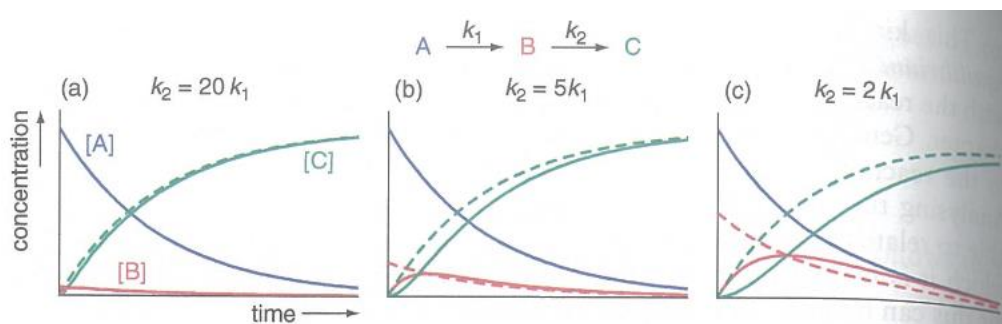 A k₁ B k₂ C
(a) k₂ = 20 k₁
(b) k₂ = 5k₁
(c) k₂ = 2 k₁
concentration
[A]
[B]
[C]
time